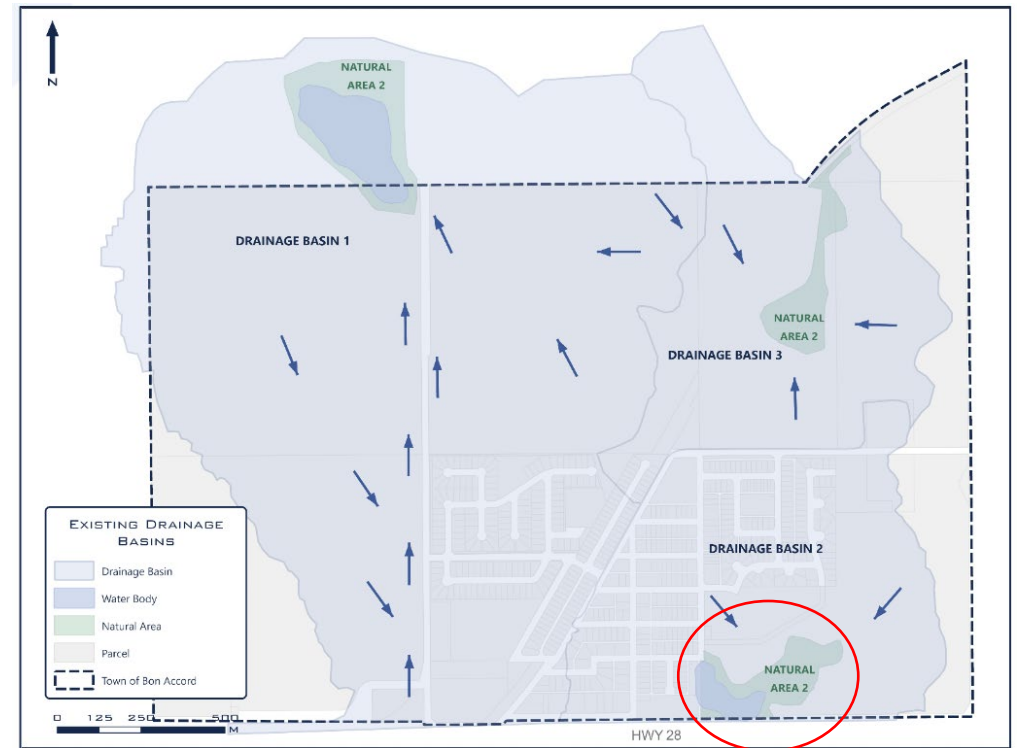 N
NATURAL
AREA 2
DRAINAGE BASIN 1
NATURAL
AREA 2
DRAINAGE BASIN 3
DRAINAGE BASIN 2
NATURAL
AREA 2
EXISTING DRAINAGE
BASINS
Drainage Basin
Water Body
Natural Area
Parcel
Town of Bon Accord
0 125 250 500
M
HWY 28